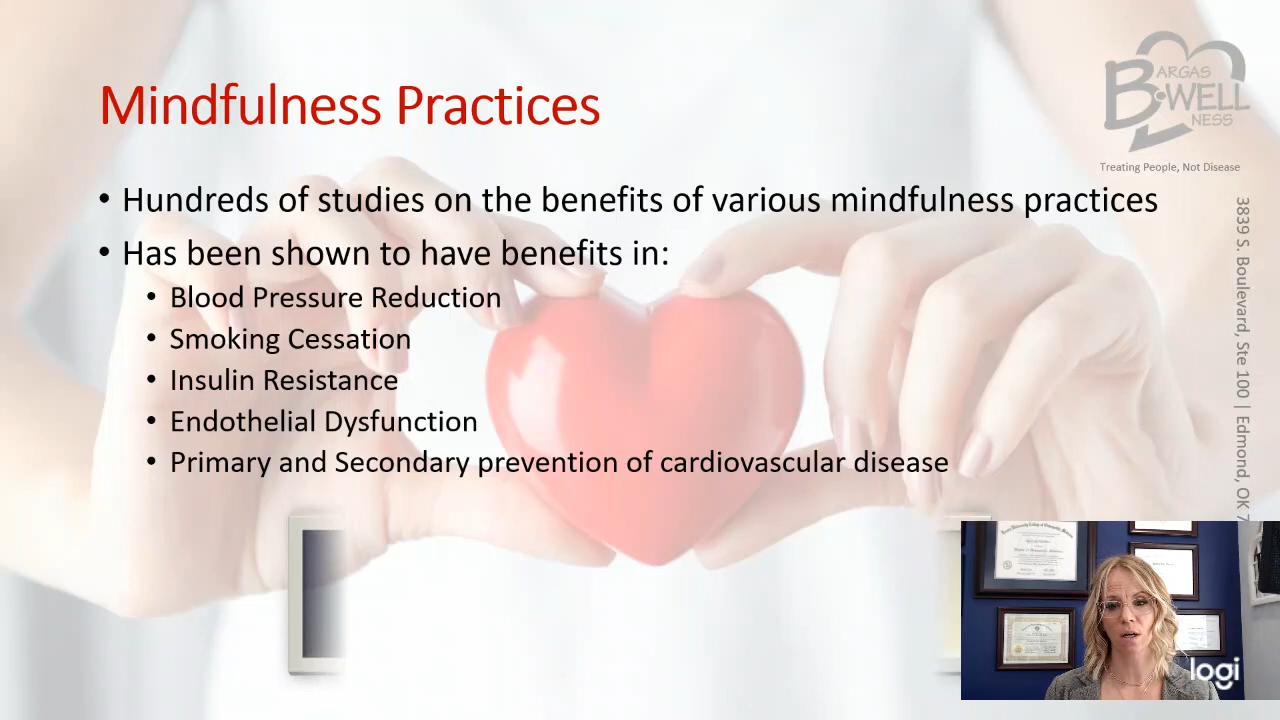 Mindfulness Practices
• Hundreds of studies on the benefits of various mindfulness practices
• Has been shown to have benefits in:
• Blood Pressure Reduction
• Smoking Cessation
• Insulin Resistance
• Endothelial Dysfunction
• Primary and Secondary prevention of cardiovascular disease
BARGAS
WELL
NESS
Treating People, Not Disease
3839 S. Boulevard, Ste 100 | Edmond, OK 7
logi